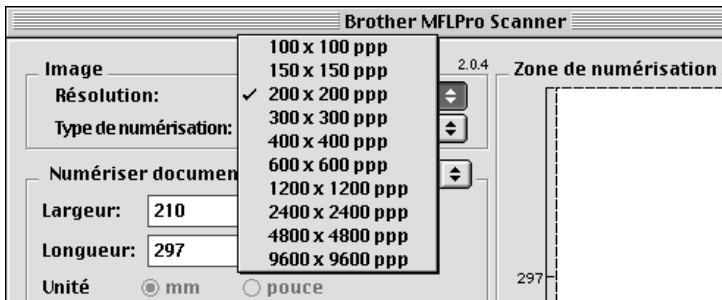 Brother MFLPro Scanner
Image
2.0.4
Résolution:
Type de numérisation:
100 x 100 ppp
150 x 150 ppp
✓ 200 x 200 ppp
300 x 300 ppp
400 x 400 ppp
600 x 600 ppp
1200 x 1200 ppp
2400 x 2400 ppp
4800 x 4800 ppp
9600 x 9600 ppp
Numériser documen
Largeur: 210
Longueur: 297
Unité mm pouce
Zone de numérisation
297